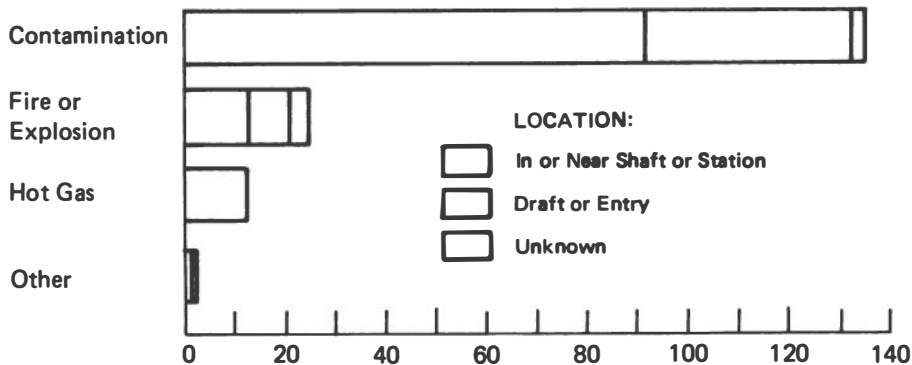 Contamination
Fire or
Explosion
Hot Gas
Other
LOCATION:
In or Near Shaft or Station
Draft or Entry
Unknown
0 20 40 60 80 100 120 140